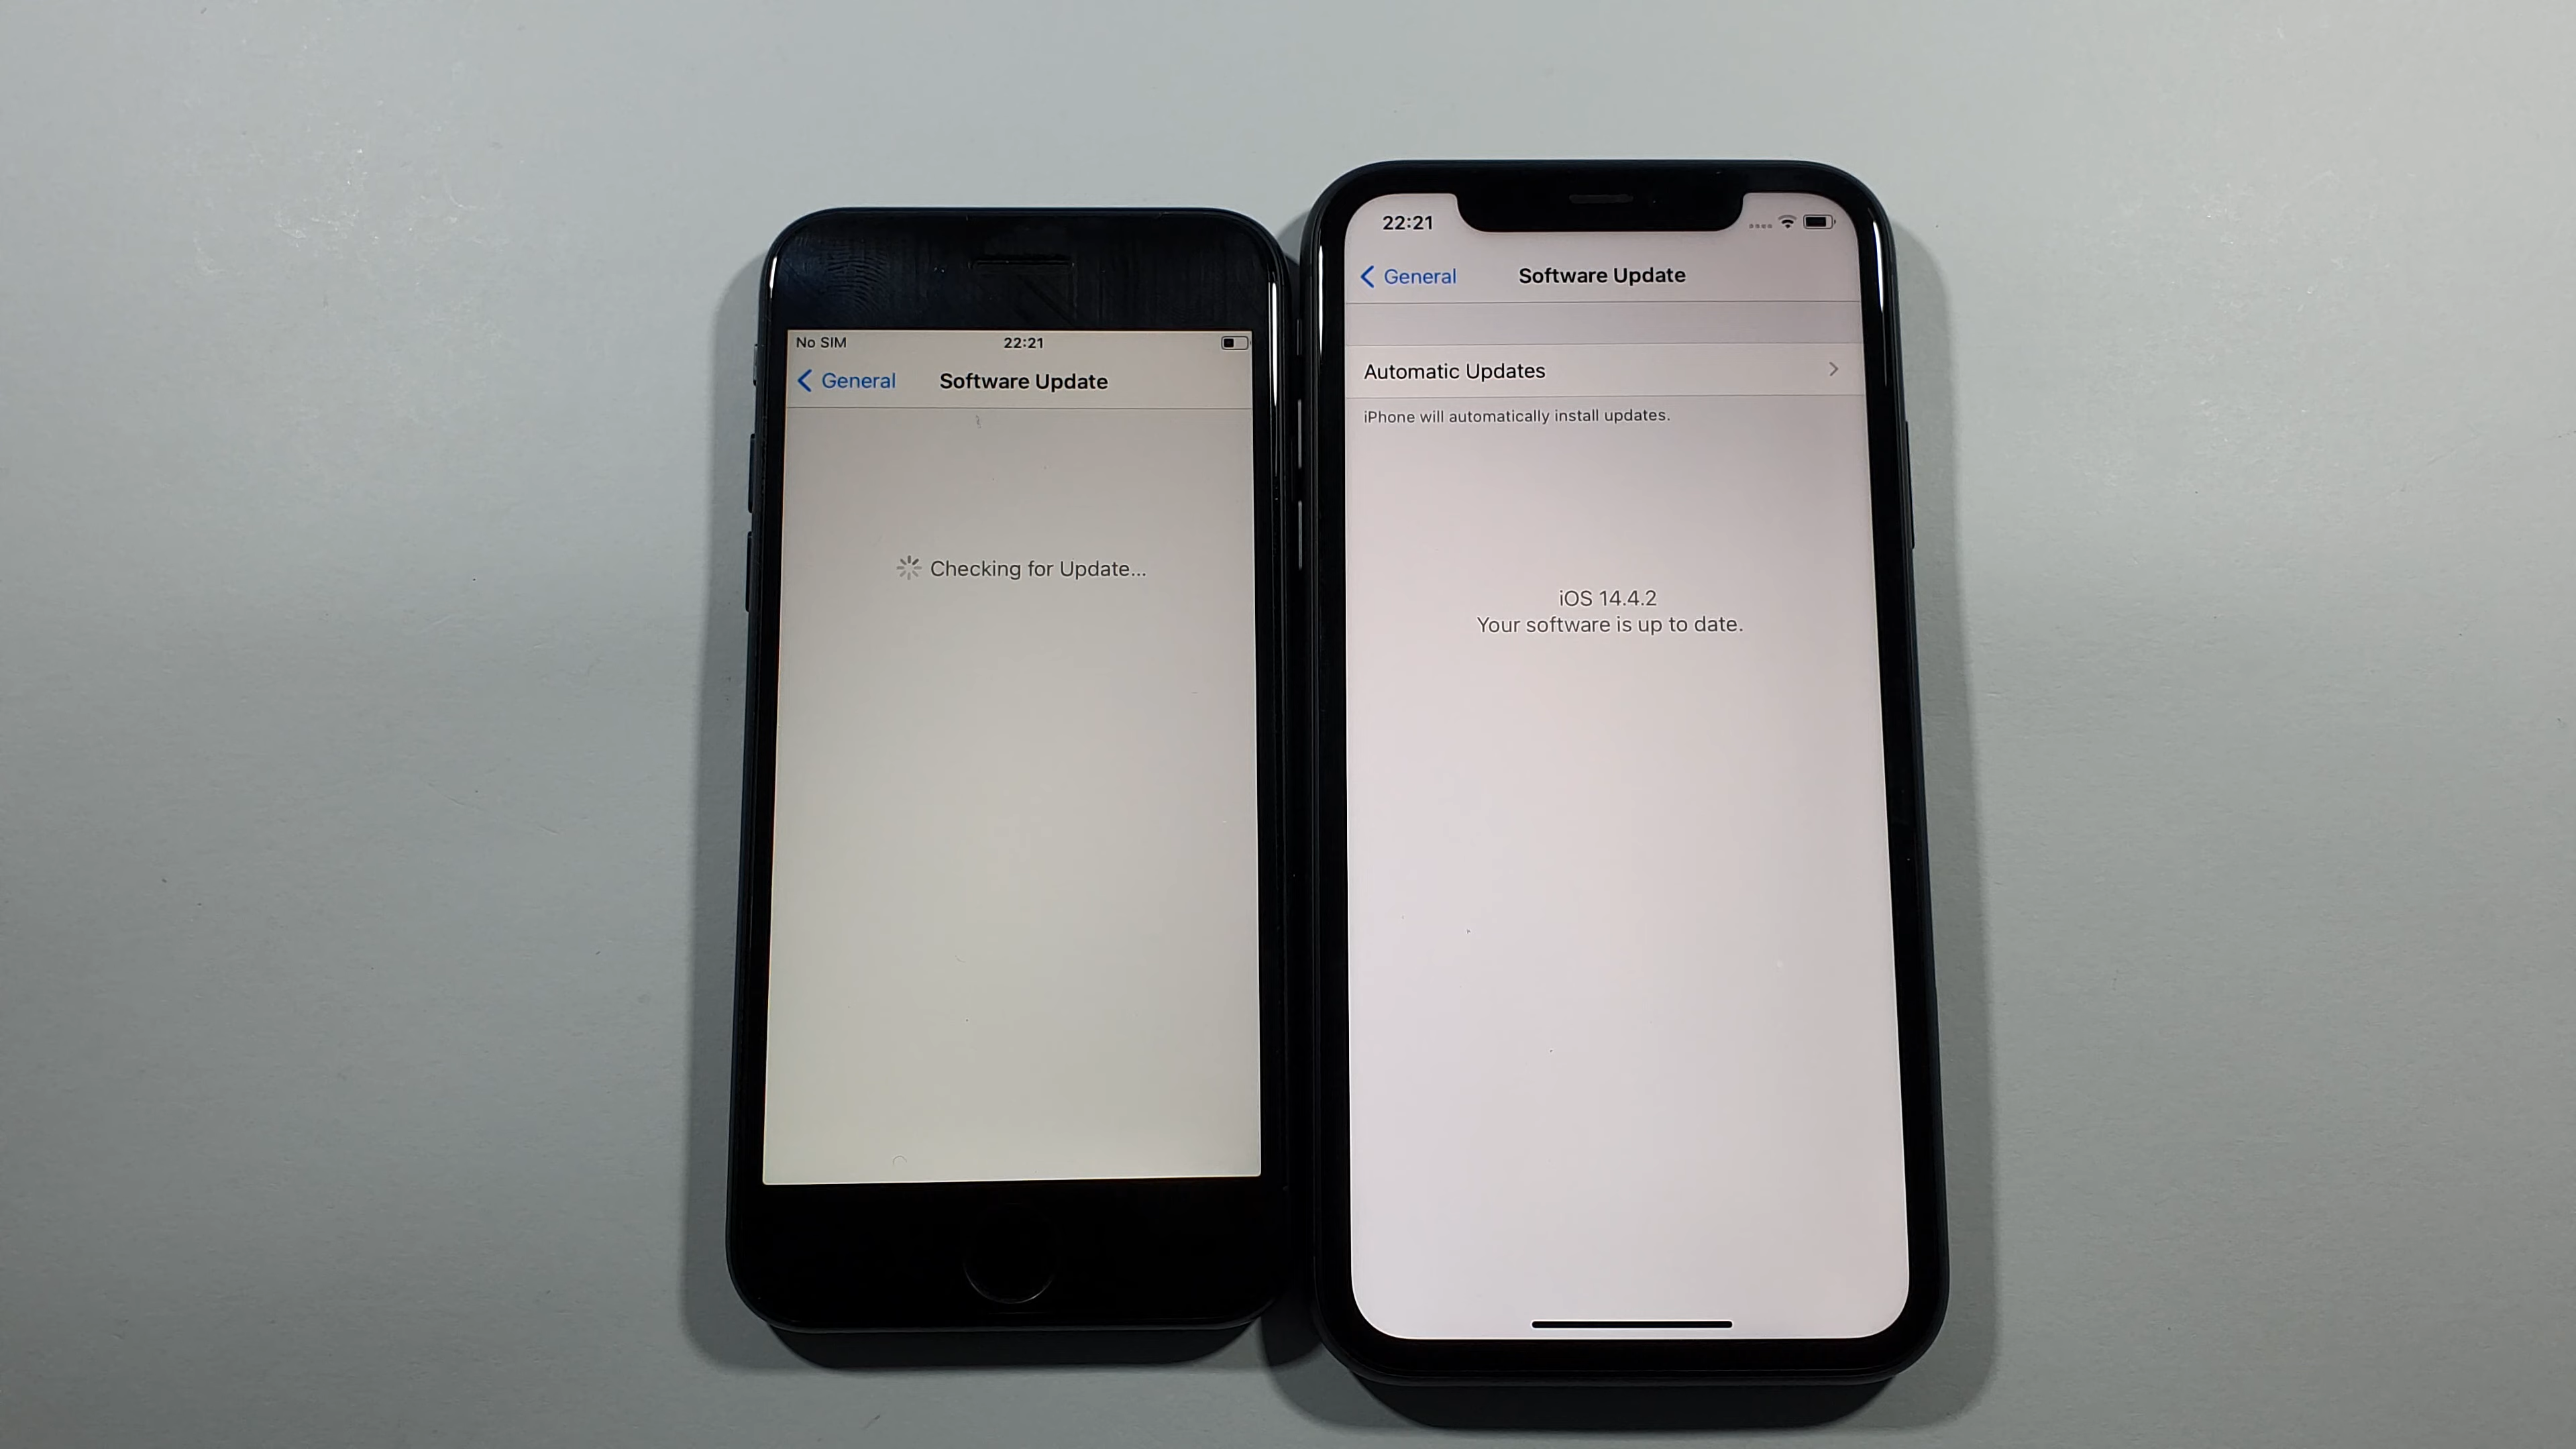 No SIM
22:21
General
Software Update
Checking for Update...
22:21
General
Software Update
Automatic Updates
iPhone will automatically install updates.
iOS 14.4.2
Your software is up to date.